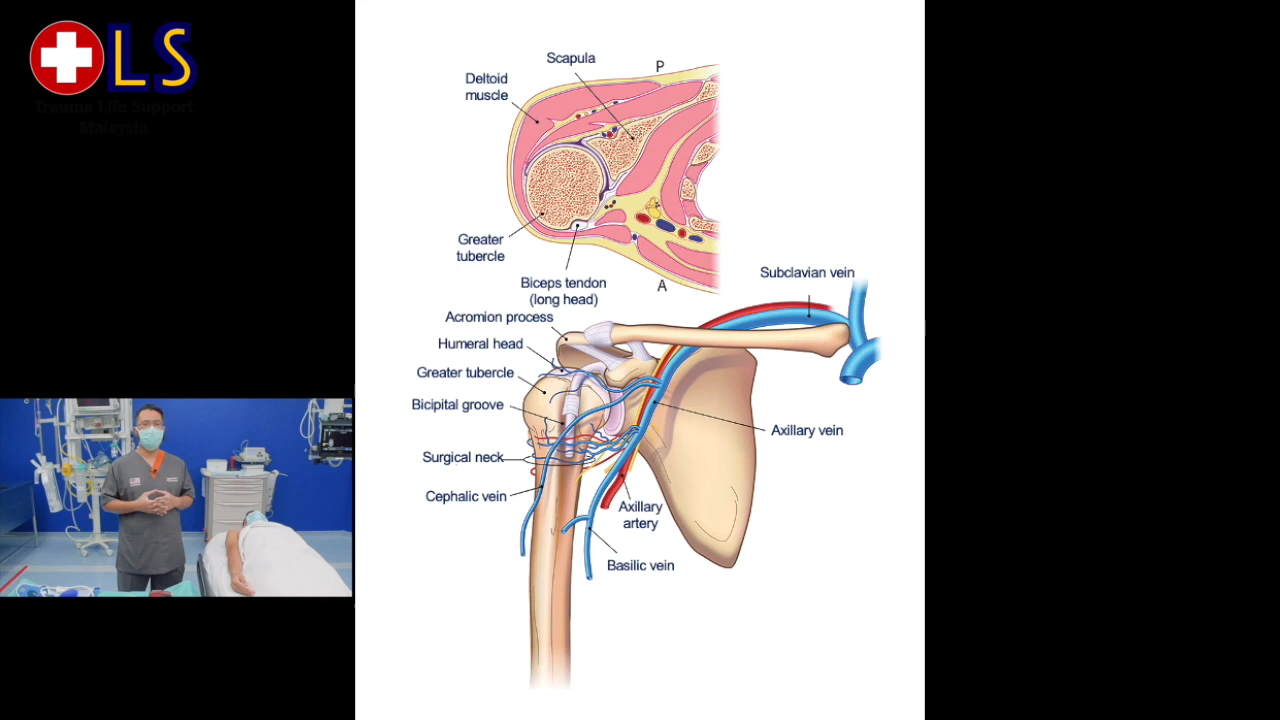 LS
Trauma Life Support
Malaysia
Scapula
P
Deltoid
muscle
Greater
tubercle
Biceps tendon
(long head)
A
Subclavian vein
Acromion process
Humeral head
Greater tubercle
Bicipital groove
Axillary vein
Surgical neck
Cephalic vein
Axillary
artery
Basilic vein